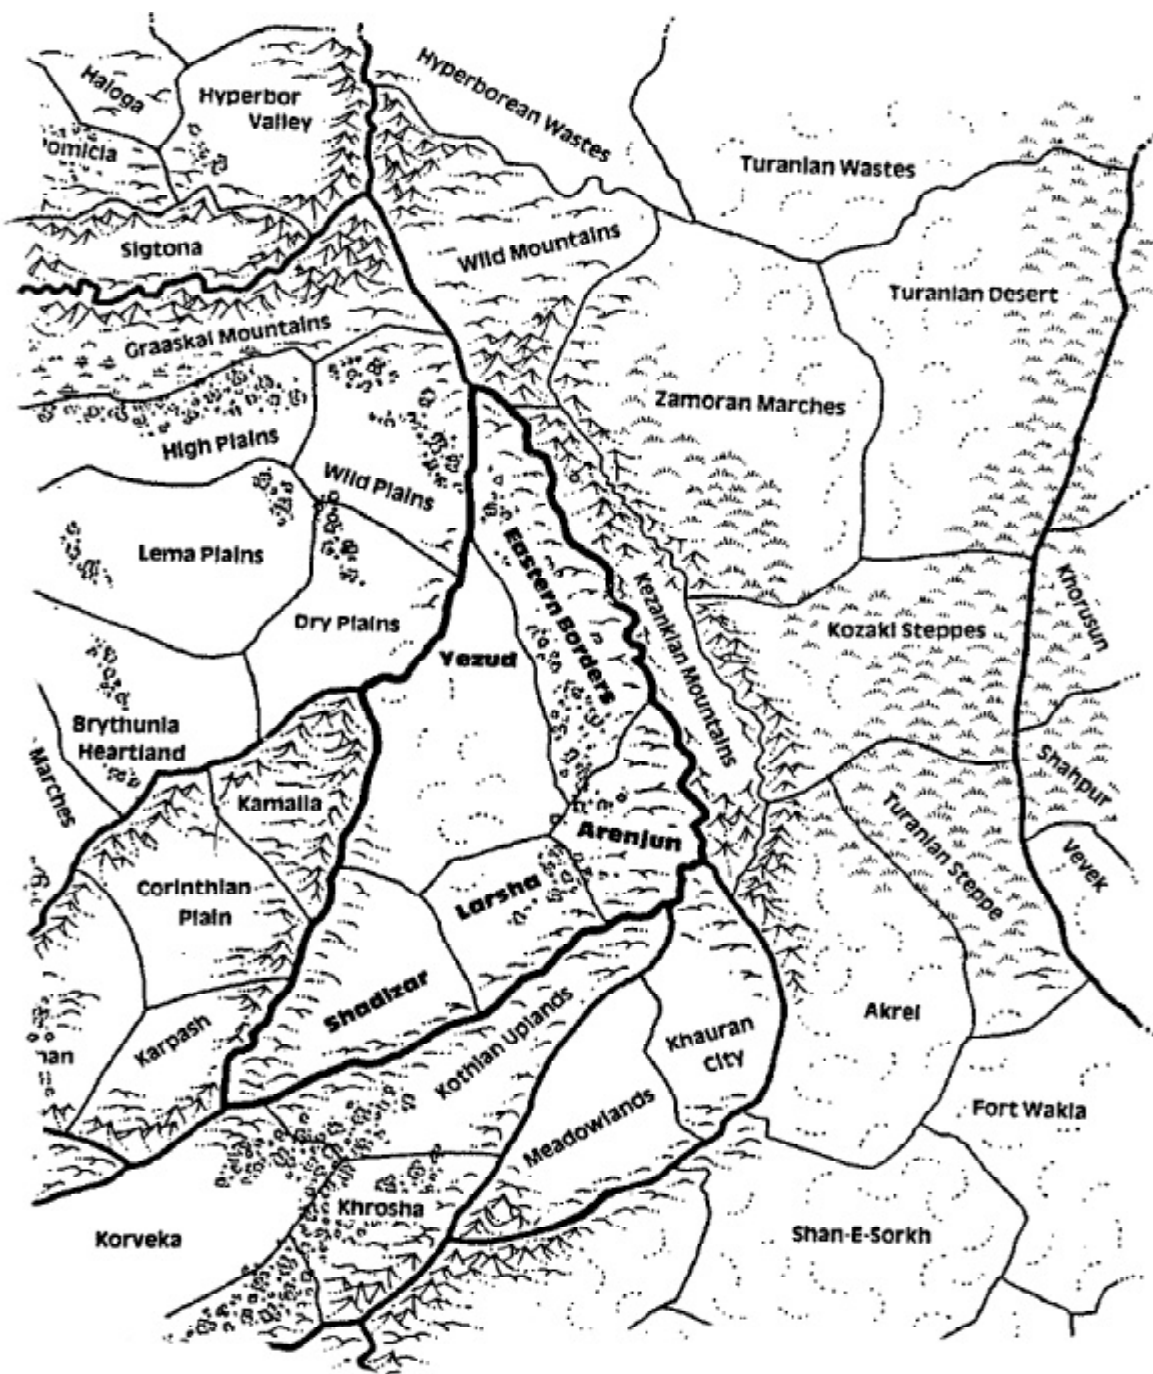 Haloga
Hyperbor
Valley
Hyperborean Wastes
omicia
Turanian Wastes
Sigtona
Wild Mountains
Turanian Desert
Graaskal Mountains
Zamoran Marches
High Plains
Wild Plains
Lema Plains
Eastern Borders
Kezankian Mountains
Khorusun
Dry Plains
Kozaki Steppes
Yezud
Brythunia
Heartland
Marches
Shahpur
Kamalla
Turanian Steppe
Arenjun
Vevek
Corinthian
Plain
Larsha
Shadizar
Akrel
Karpash
Kothian Uplands
Khauran
City
nan
Meadowlands
Fort Wakla
Khrosha
Korveka
Shan-E-Sorkh